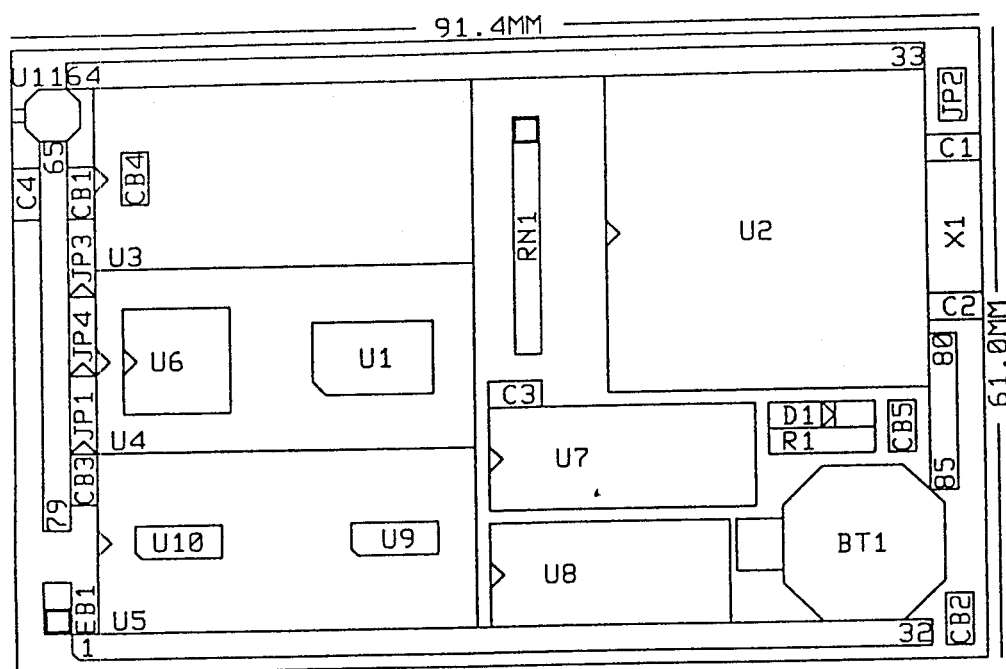 91.4MM
U11 64
33
JP2
65
C4
CB1
CB4
C1
RN1
U2
X1
JP3
U3
C2
JP4
U6
U1
80
61.0MM
C3
JP1
D1
CB5
U4
R1
U7
CB3
85
79
U10
U9
BT1
U8
EB1
U5
CB2
1
32